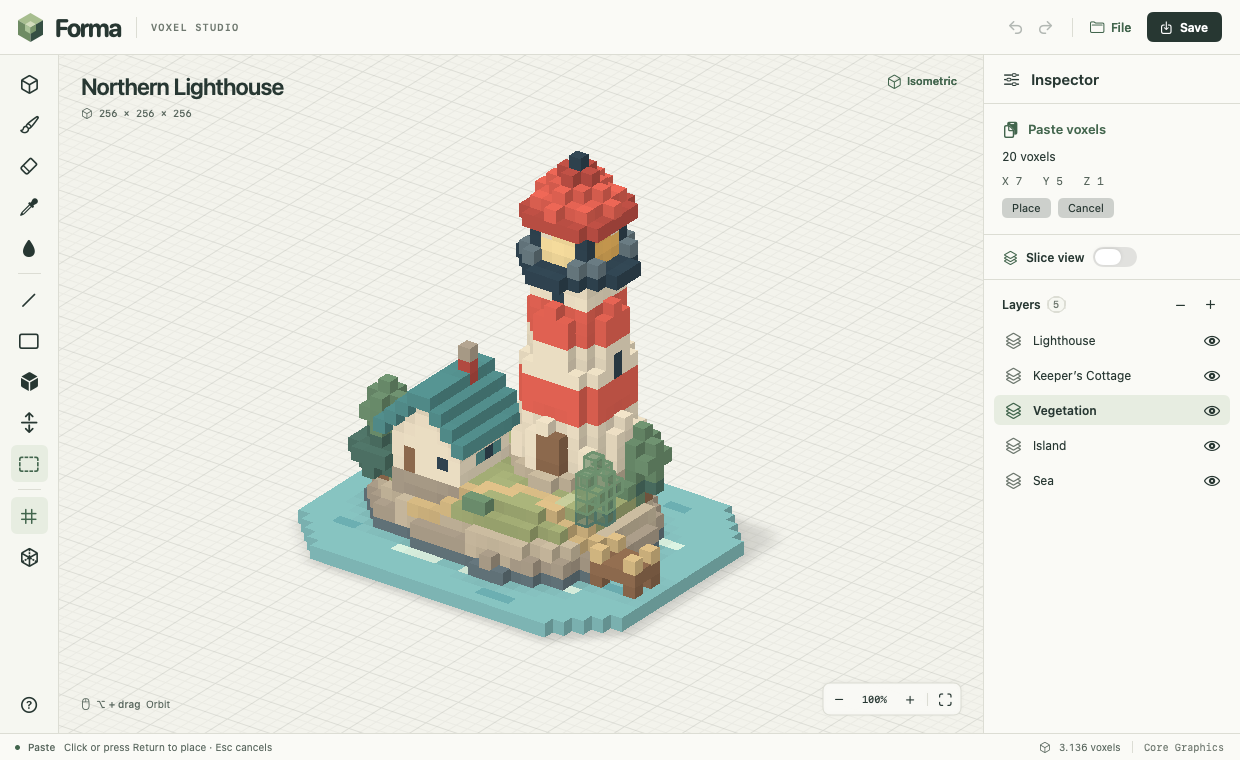 Forma
VOXEL STUDIO
File
Save
Northern Lighthouse
256 × 256 × 256
Isometric
Inspector
Paste voxels
20 voxels
X 7 Y 5 Z 1
Place Cancel
Slice view
Layers 5
Lighthouse
Keeper’s Cottage
Vegetation
Island
Sea
⌥ + drag Orbit
− 100% +
Paste Click or press Return to place · Esc cancels
3.136 voxels
Core Graphics